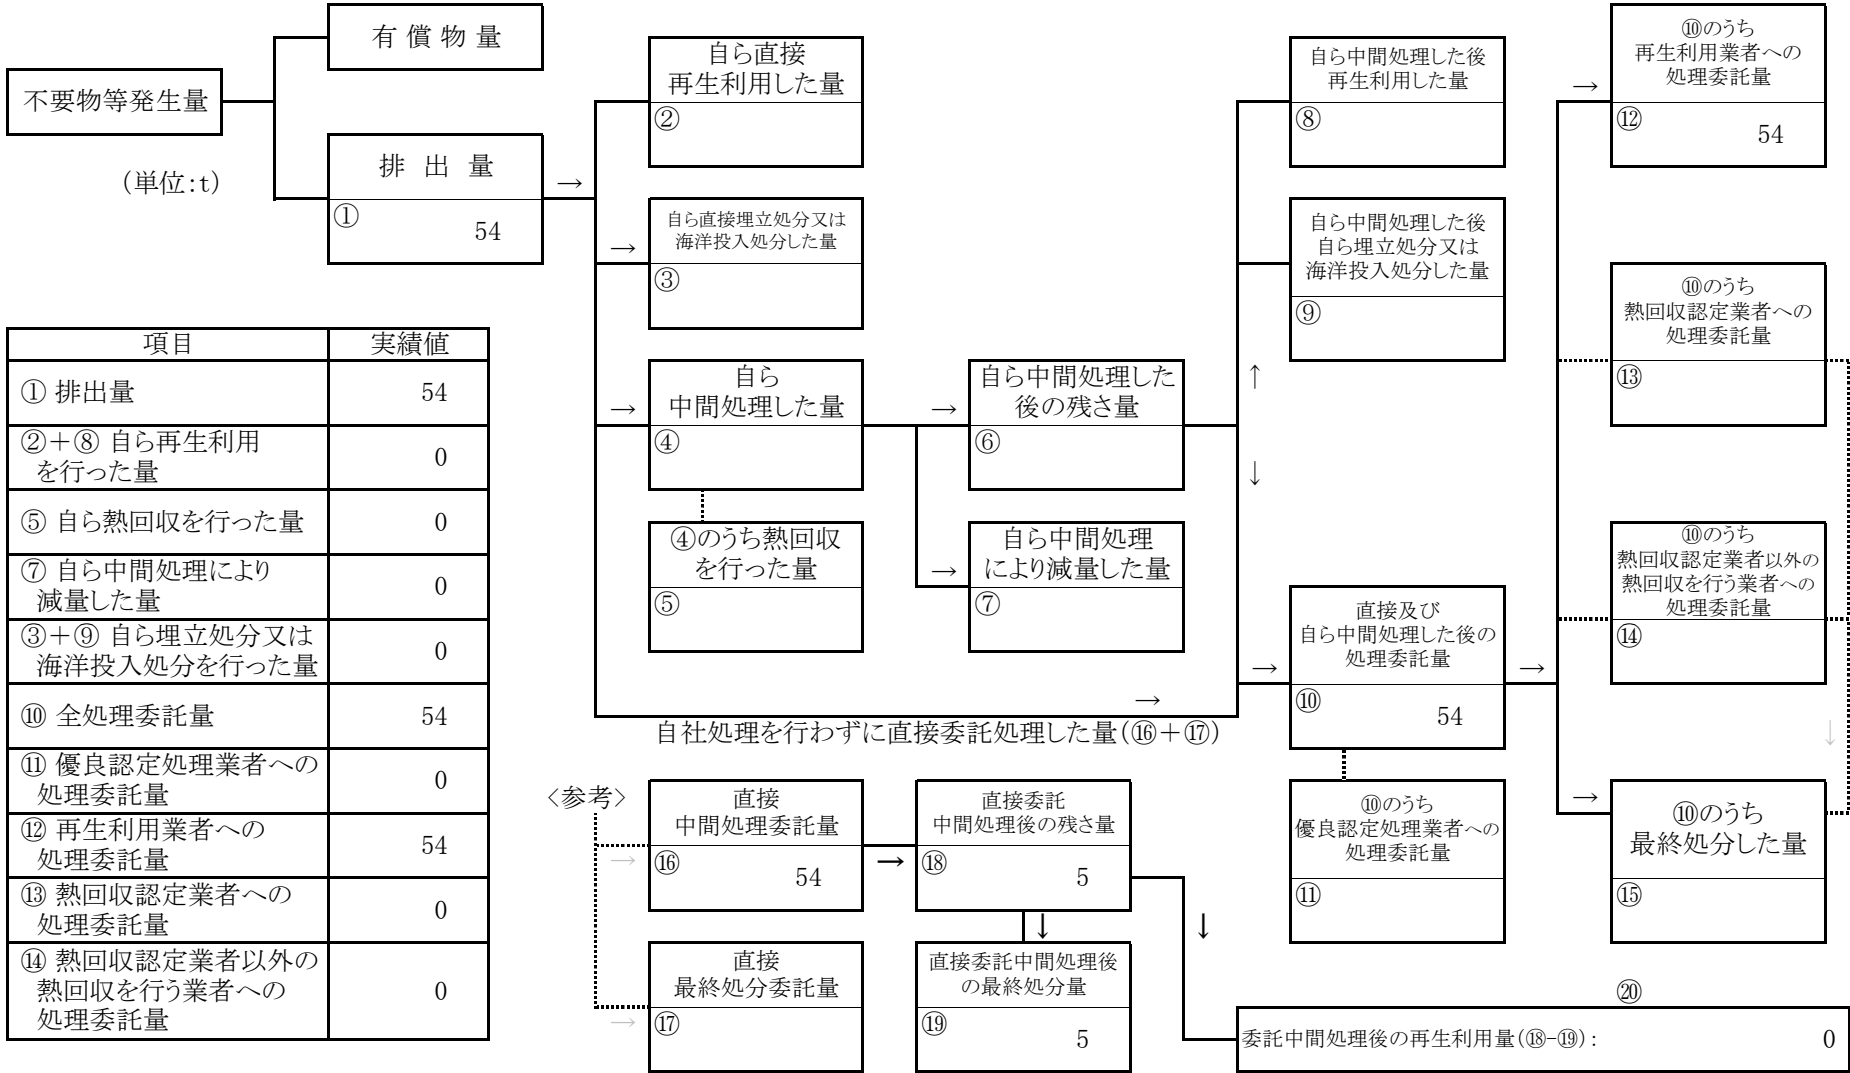 有償物量
不要物等発生量
(単位:t)
排出量
①
54
→
自ら直接
再生利用した量
②
→
自ら直接埋立処分又は
海洋投入処分した量
③
→
自ら
中間処理した量
④
④のうち熱回収
を行った量
⑤
→
自ら中間処理した
後の残さ量
⑥
→
自ら中間処理
により減量した量
⑦
自ら中間処理した後
再生利用した量
⑧
自ら中間処理した後
自ら埋立処分又は
海洋投入処分した量
⑨
↑
↓
→
自社処理を行わずに直接委託処理した量(⑯+⑰)
→
直接及び
自ら中間処理した後の
処理委託量
⑩
54
⑩のうち
優良認定処理業者への
処理委託量
⑪
→
→
⑩のうち
再生利用業者への
処理委託量
⑫
54
⑩のうち
熱回収認定業者への
処理委託量
⑬
⑩のうち
熱回収認定業者以外の
熱回収を行う業者への
処理委託量
⑭
↓
→
⑩のうち
最終処分した量
⑮
項目 実績値
① 排出量 54
②+⑧ 自ら再生利用
を行った量 0
⑤ 自ら熱回収を行った量 0
⑦ 自ら中間処理により
減量した量 0
③+⑨ 自ら埋立処分又は
海洋投入処分を行った量 0
⑩ 全処理委託量 54
⑪ 優良認定処理業者への
処理委託量 0
⑫ 再生利用業者への
処理委託量 54
⑬ 熱回収認定業者への
処理委託量 0
⑭ 熱回収認定業者以外の
熱回収を行う業者への
処理委託量 0
<参考>
→
直接
中間処理委託量
⑯
54
→
直接委託
中間処理後の残さ量
⑱
5
↓
↓
→
直接
最終処分委託量
⑰
直接委託中間処理後
の最終処分量
⑲
5
⑳
委託中間処理後の再生利用量(⑱-⑲): 0